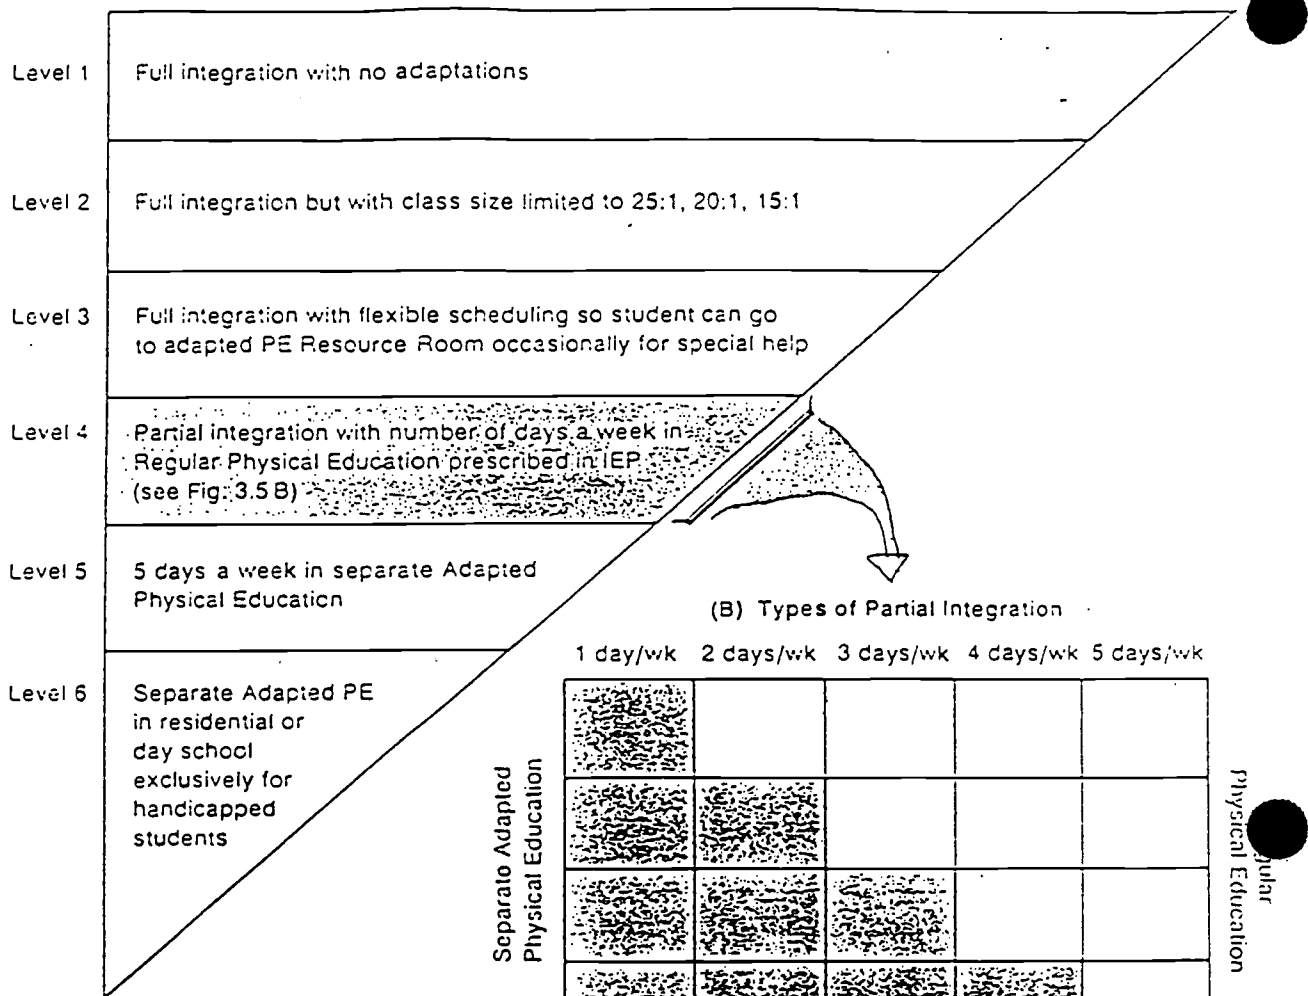 Level 1
Full integration with no adaptations
Level 2
Full integration but with class size limited to 25:1, 20:1, 15:1
Level 3
Full integration with flexible scheduling so student can go
to adapted PE Resource Room occasionally for special help
Level 4
Partial integration with number of days a week in
Regular Physical Education prescribed in IEP
(see Fig. 3.5 B)
Level 5
5 days a week in separate Adapted
Physical Education
Level 6
Separate Adapted PE
in residential or
day school
exclusively for
handicapped
students
(B) Types of Partial Integration
1 day/wk 2 days/wk 3 days/wk 4 days/wk 5 days/wk
Separate Adapted
Physical Education
Physical Education